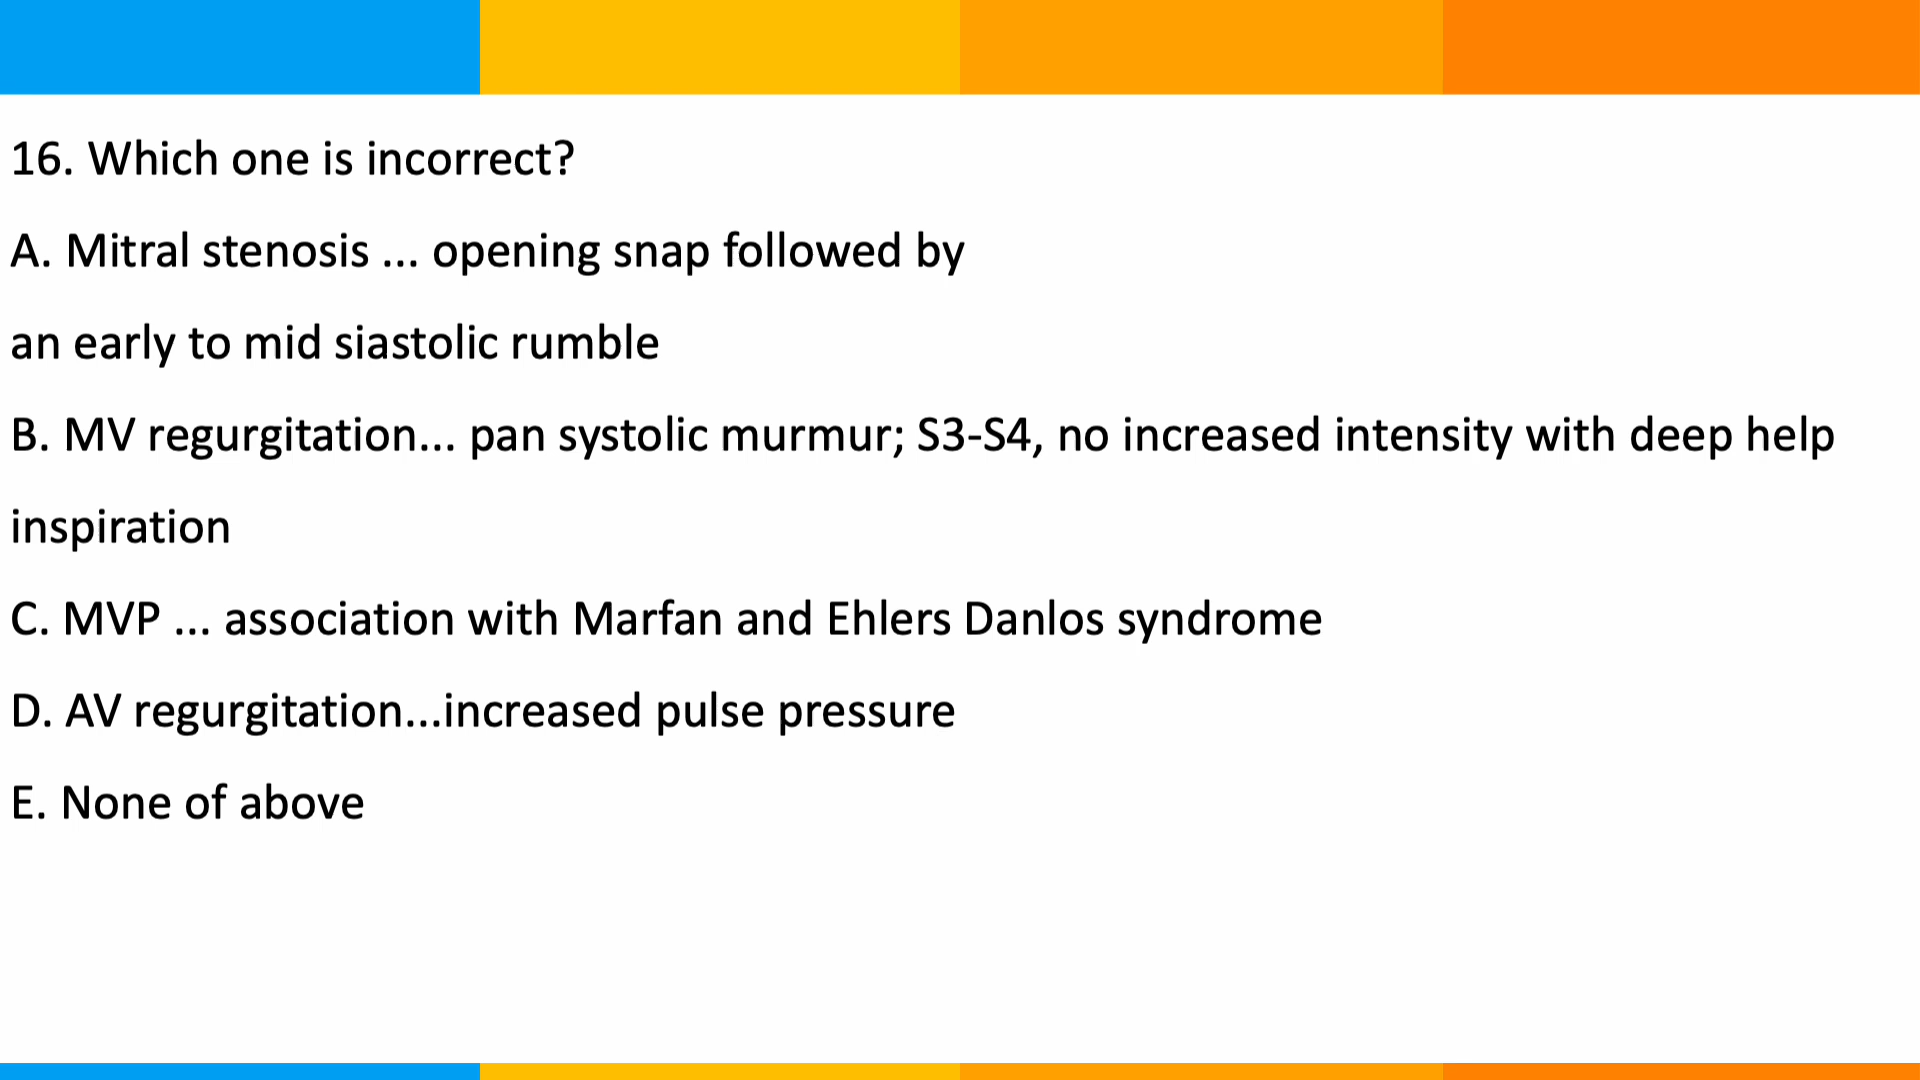 16. Which one is incorrect?
A. Mitral stenosis ... opening snap followed by
an early to mid siastolic rumble
B. MV regurgitation... pan systolic murmur; S3-S4, no increased intensity with deep help
inspiration
C. MVP ... association with Marfan and Ehlers Danlos syndrome
D. AV regurgitation...increased pulse pressure
E. None of above